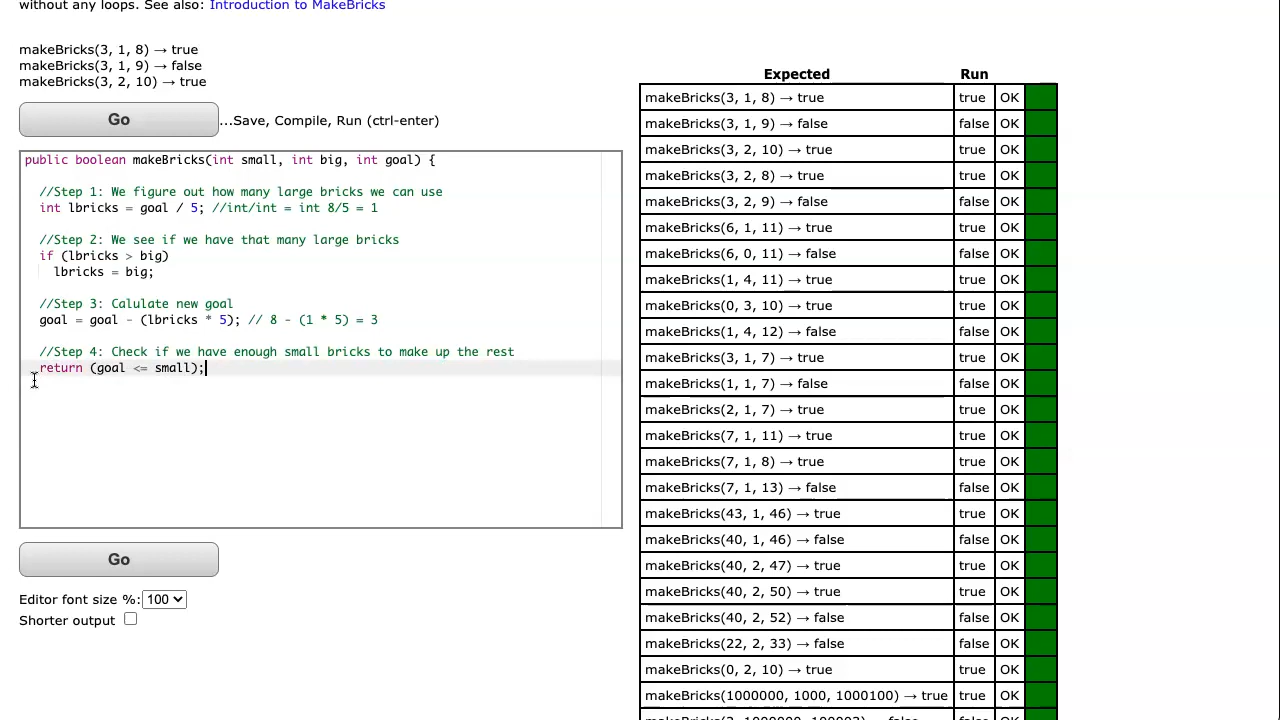 without any loops. See also: Introduction to MakeBricks
makeBricks(3, 1, 8) → true
makeBricks(3, 1, 9) → false
makeBricks(3, 2, 10) → true
Go ...Save, Compile, Run (ctrl-enter)
public boolean makeBricks(int small, int big, int goal) {
//Step 1: We figure out how many large bricks we can use
int lbricks = goal / 5; //int/int = int 8/5 = 1
//Step 2: We see if we have that many large bricks
if (lbricks > big)
lbricks = big;
//Step 3: Calulate new goal
goal = goal - (lbricks * 5); // 8 - (1 * 5) = 3
//Step 4: Check if we have enough small bricks to make up the rest
return (goal <= small);
Go
Editor font size %: 100
Shorter output
Expected Run
makeBricks(3, 1, 8) → true true OK
makeBricks(3, 1, 9) → false false OK
makeBricks(3, 2, 10) → true true OK
makeBricks(3, 2, 8) → true true OK
makeBricks(3, 2, 9) → false false OK
makeBricks(6, 1, 11) → true true OK
makeBricks(6, 0, 11) → false false OK
makeBricks(1, 4, 11) → true true OK
makeBricks(0, 3, 10) → true true OK
makeBricks(1, 4, 12) → false false OK
makeBricks(3, 1, 7) → true true OK
makeBricks(1, 1, 7) → false false OK
makeBricks(2, 1, 7) → true true OK
makeBricks(7, 1, 11) → true true OK
makeBricks(7, 1, 8) → true true OK
makeBricks(7, 1, 13) → false false OK
makeBricks(43, 1, 46) → true true OK
makeBricks(40, 1, 46) → false false OK
makeBricks(40, 2, 47) → true true OK
makeBricks(40, 2, 50) → true true OK
makeBricks(40, 2, 52) → false false OK
makeBricks(22, 2, 33) → false false OK
makeBricks(0, 2, 10) → true true OK
makeBricks(1000000, 1000, 1000100) → true true OK